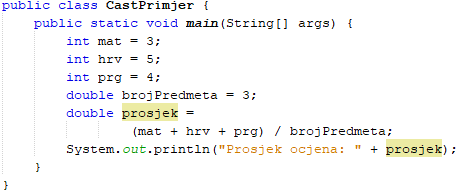 public class CastPrimjer {
public static void main(String[] args) {
int mat = 3;
int hrv = 5;
int prg = 4;
double brojPredmeta = 3;
double prosjek =
(mat + hrv + prg) / brojPredmeta;
System.out.println("Prosjek ocjena: " + prosjek);
}
}